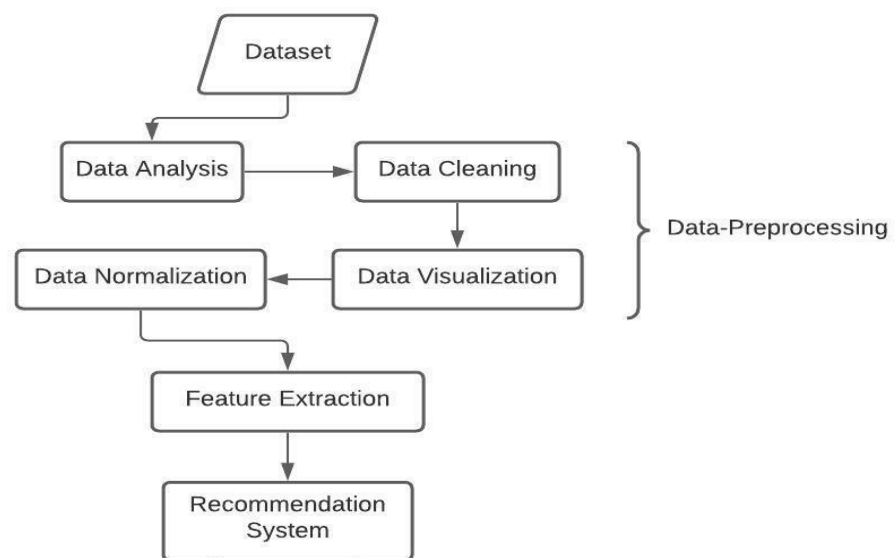 Dataset
Data Analysis
Data Cleaning
Data-Preprocessing
Data Normalization
Data Visualization
Feature Extraction
Recommendation
System